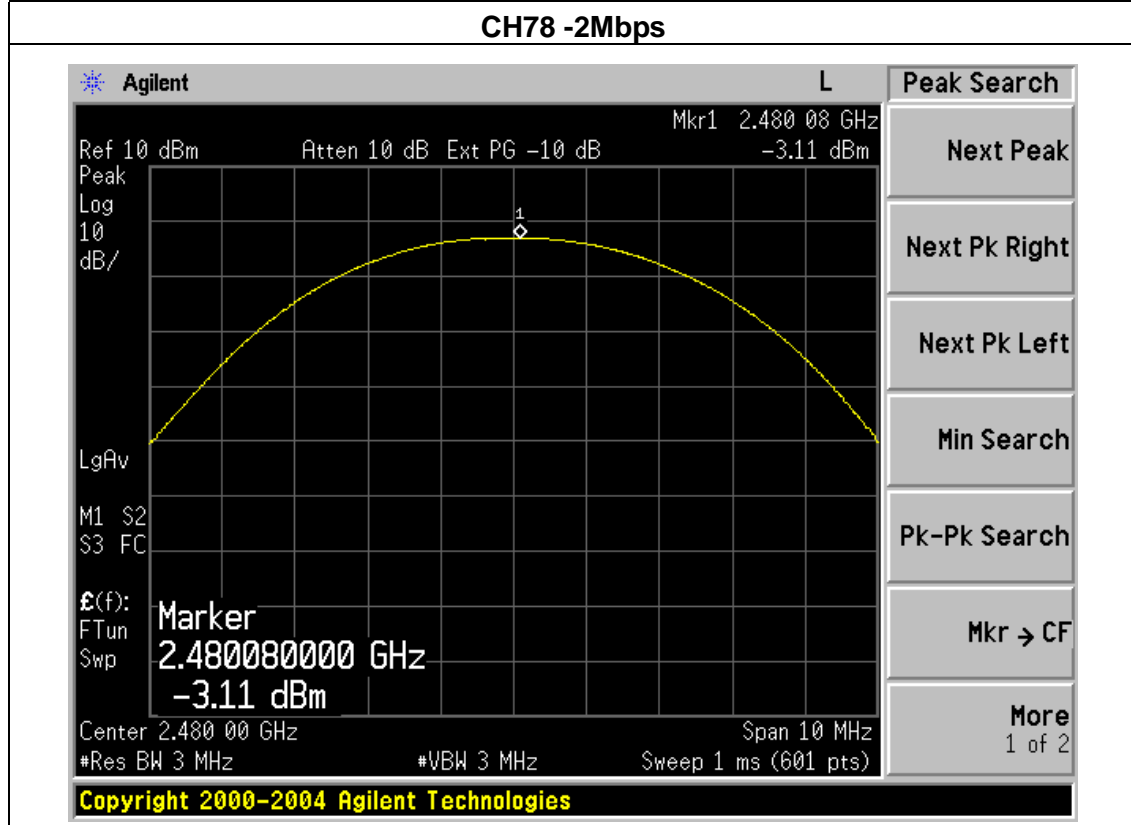 CH78 -2Mbps
Agilent L Peak Search
Mkr1 2.480 08 GHz
Ref 10 dBm Atten 10 dB Ext PG -10 dB -3.11 dBm
Peak
Log
10
dB/
1
LgAv
M1 S2
S3 FC
£(f):
FTun
Swp
Marker
2.480080000 GHz
-3.11 dBm
Center 2.480 00 GHz Span 10 MHz
#Res BW 3 MHz #VBW 3 MHz Sweep 1 ms (601 pts)
Next Peak
Next Pk Right
Next Pk Left
Min Search
Pk-Pk Search
Mkr → CF
More
1 of 2
Copyright 2000-2004 Agilent Technologies